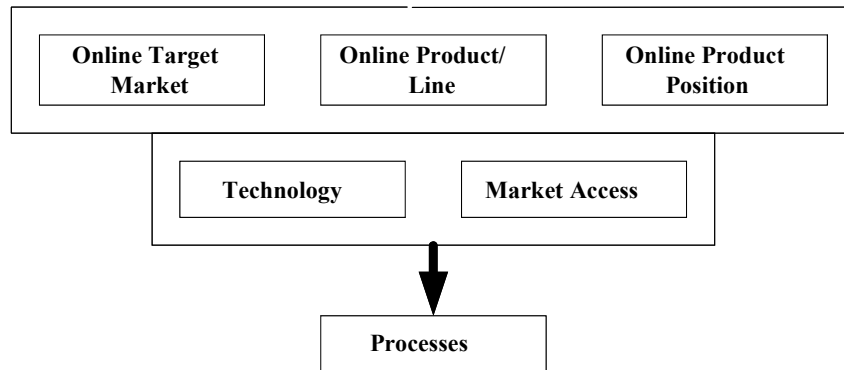 Online Target
Market
Online Product/
Line
Online Product
Position
Technology
Market Access
Processes